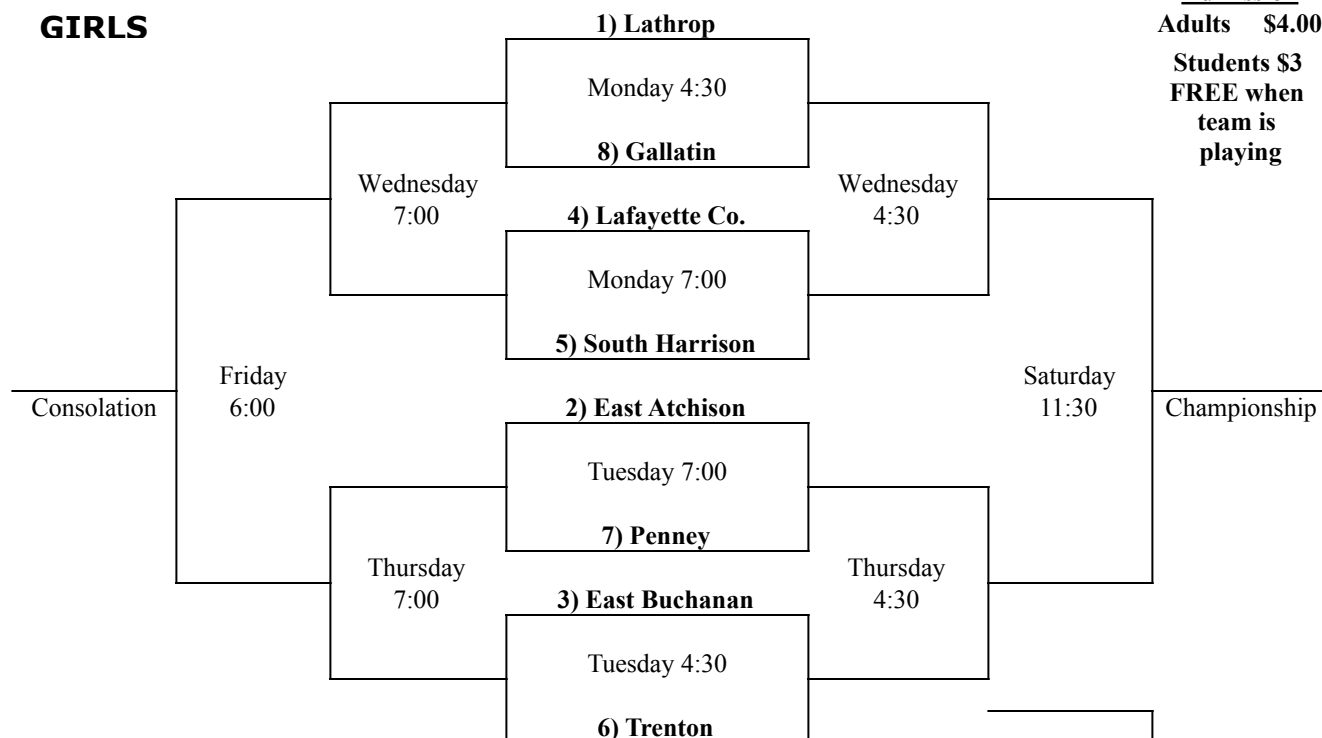 GIRLS
1) Lathrop
Adults $4.00
Students $3
FREE when
team is
playing
Monday 4:30
8) Gallatin
Wednesday
7:00
Wednesday
4:30
4) Lafayette Co.
Monday 7:00
5) South Harrison
Friday
6:00
Saturday
11:30
Consolation
Championship
2) East Atchison
Tuesday 7:00
7) Penney
Thursday
7:00
Thursday
4:30
3) East Buchanan
Tuesday 4:30
6) Trenton